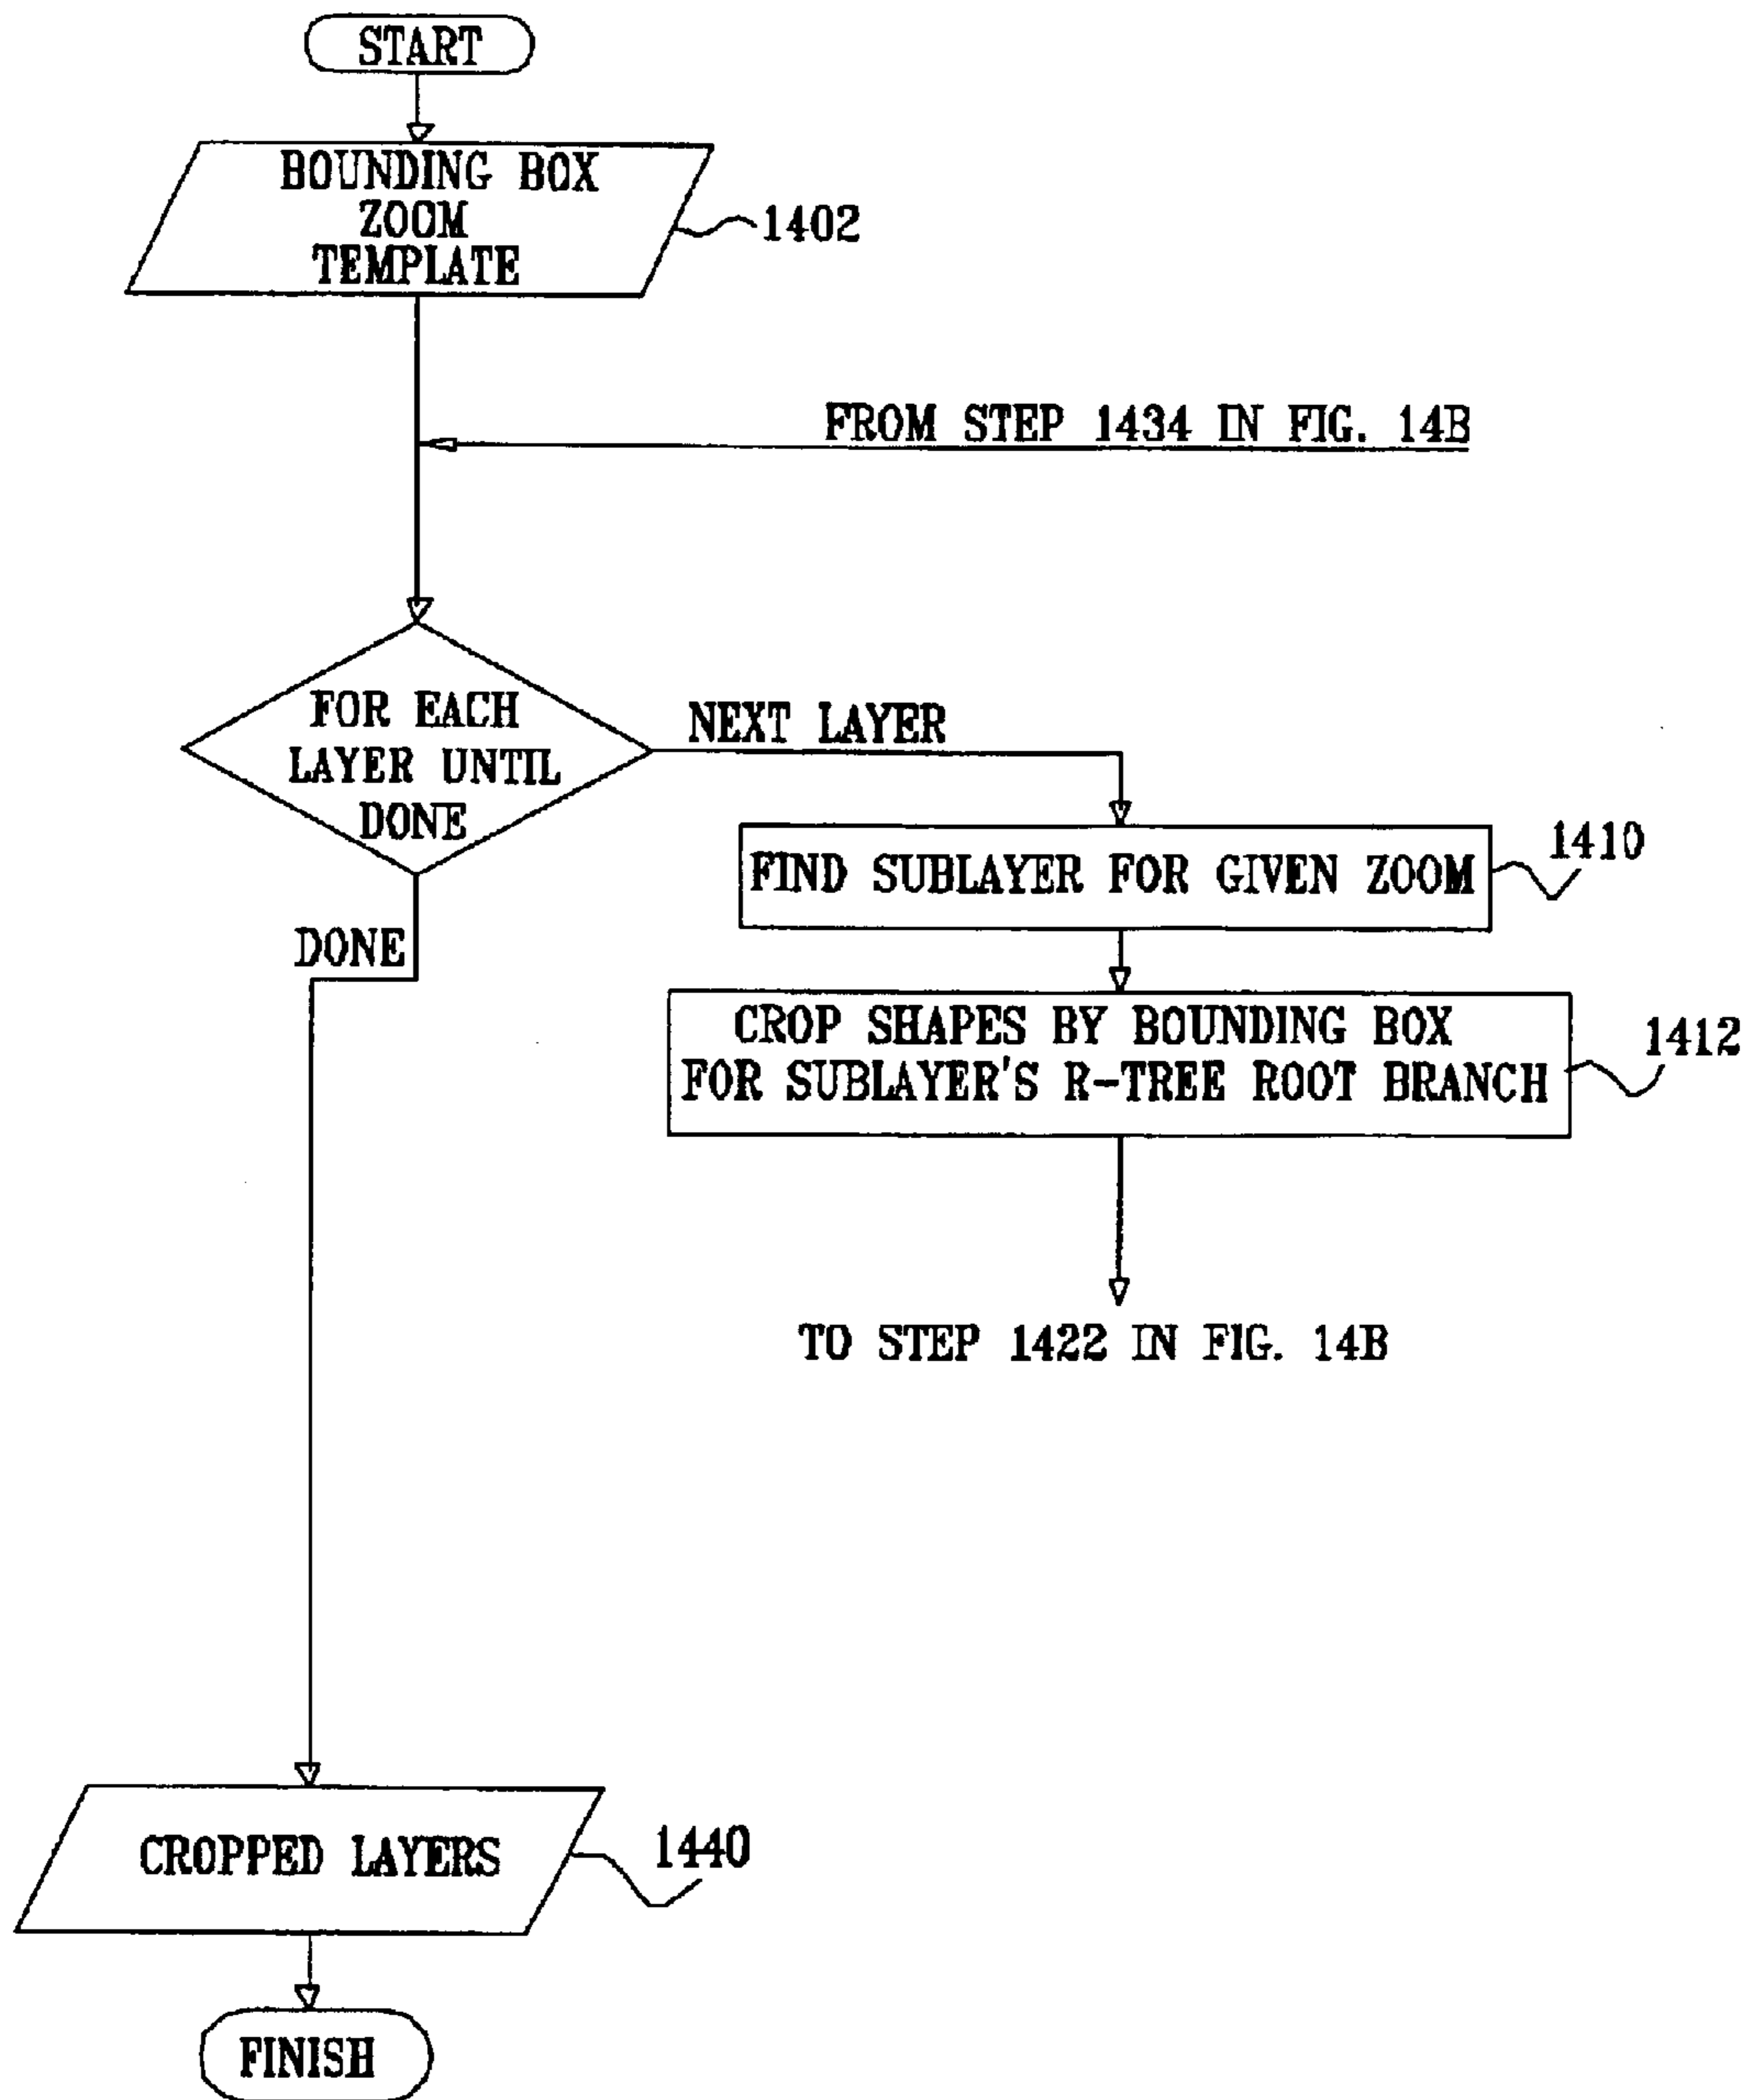 START
BOUNDING BOX
ZOOM
TEMPLATE
1402
FROM STEP 1434 IN FIG. 14B
FOR EACH
LAYER UNTIL
DONE
NEXT LAYER
FIND SUBLAYER FOR GIVEN ZOOM
1410
DONE
CROP SHAPES BY BOUNDING BOX
FOR SUBLAYER'S R-TREE ROOT BRANCH
1412
TO STEP 1422 IN FIG. 14B
CROPPED LAYERS
1440
FINISH